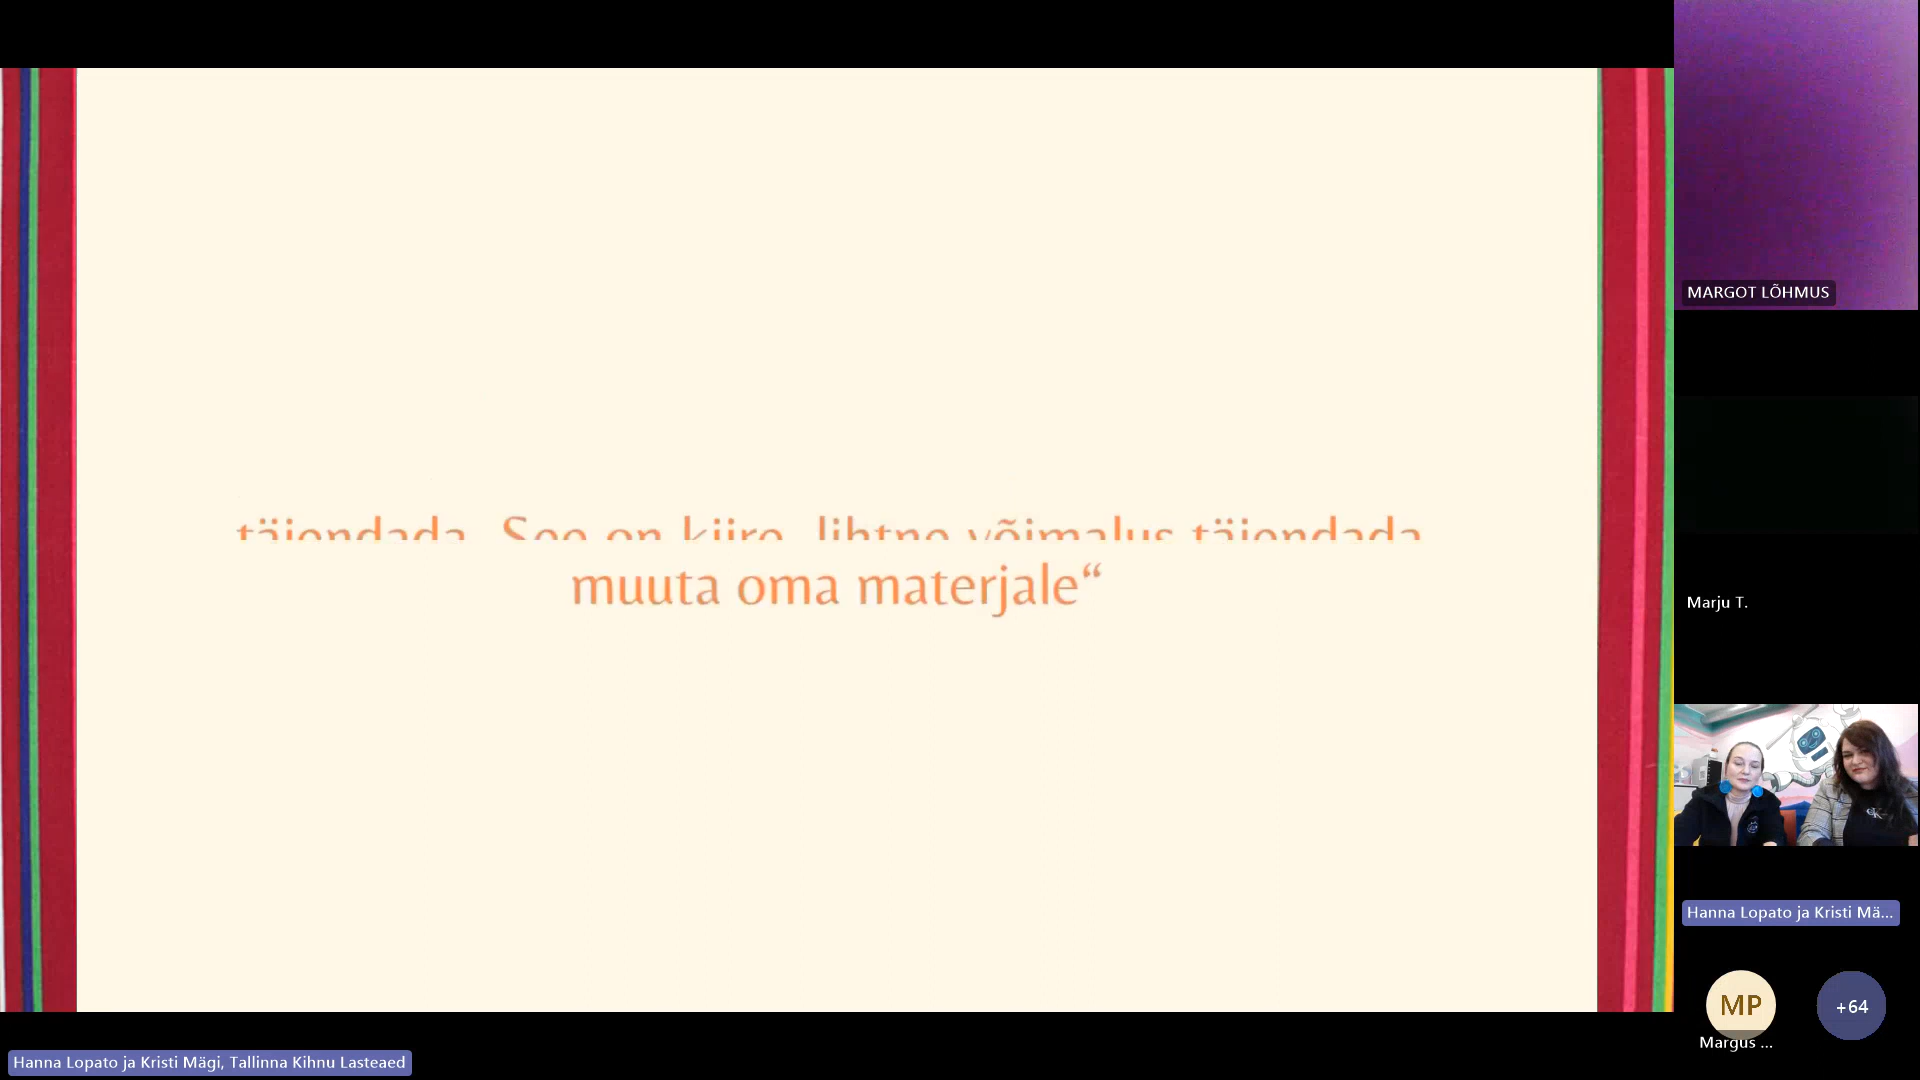 täiendada. See on kiire, lihtne võimalus täiendada
muuta oma materjale“
MARGOT LÕHMUS
Marju T.
Hanna Lopato ja Kristi Mä...
MP
+64
Margus ...
Hanna Lopato ja Kristi Mägi, Tallinna Kihnu Lasteaed